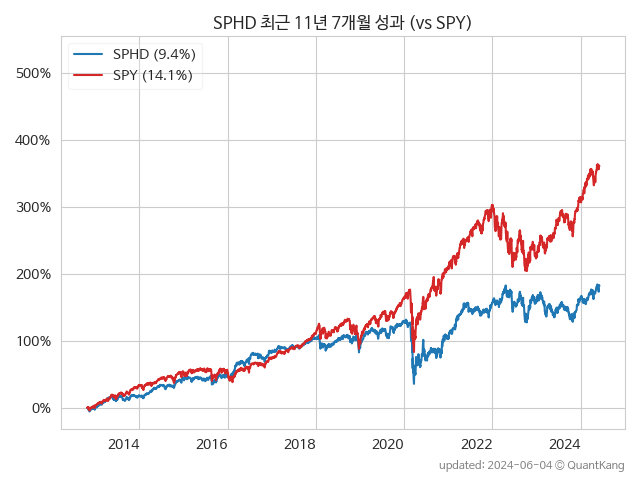 SPHD 최근 11년 7개월 성과 (vs SPY)
SPHD (9.4%)
SPY (14.1%)
500%
400%
300%
200%
100%
0%
2014 2016 2018 2020 2022 2024
updated: 2024-06-04 © QuantKang